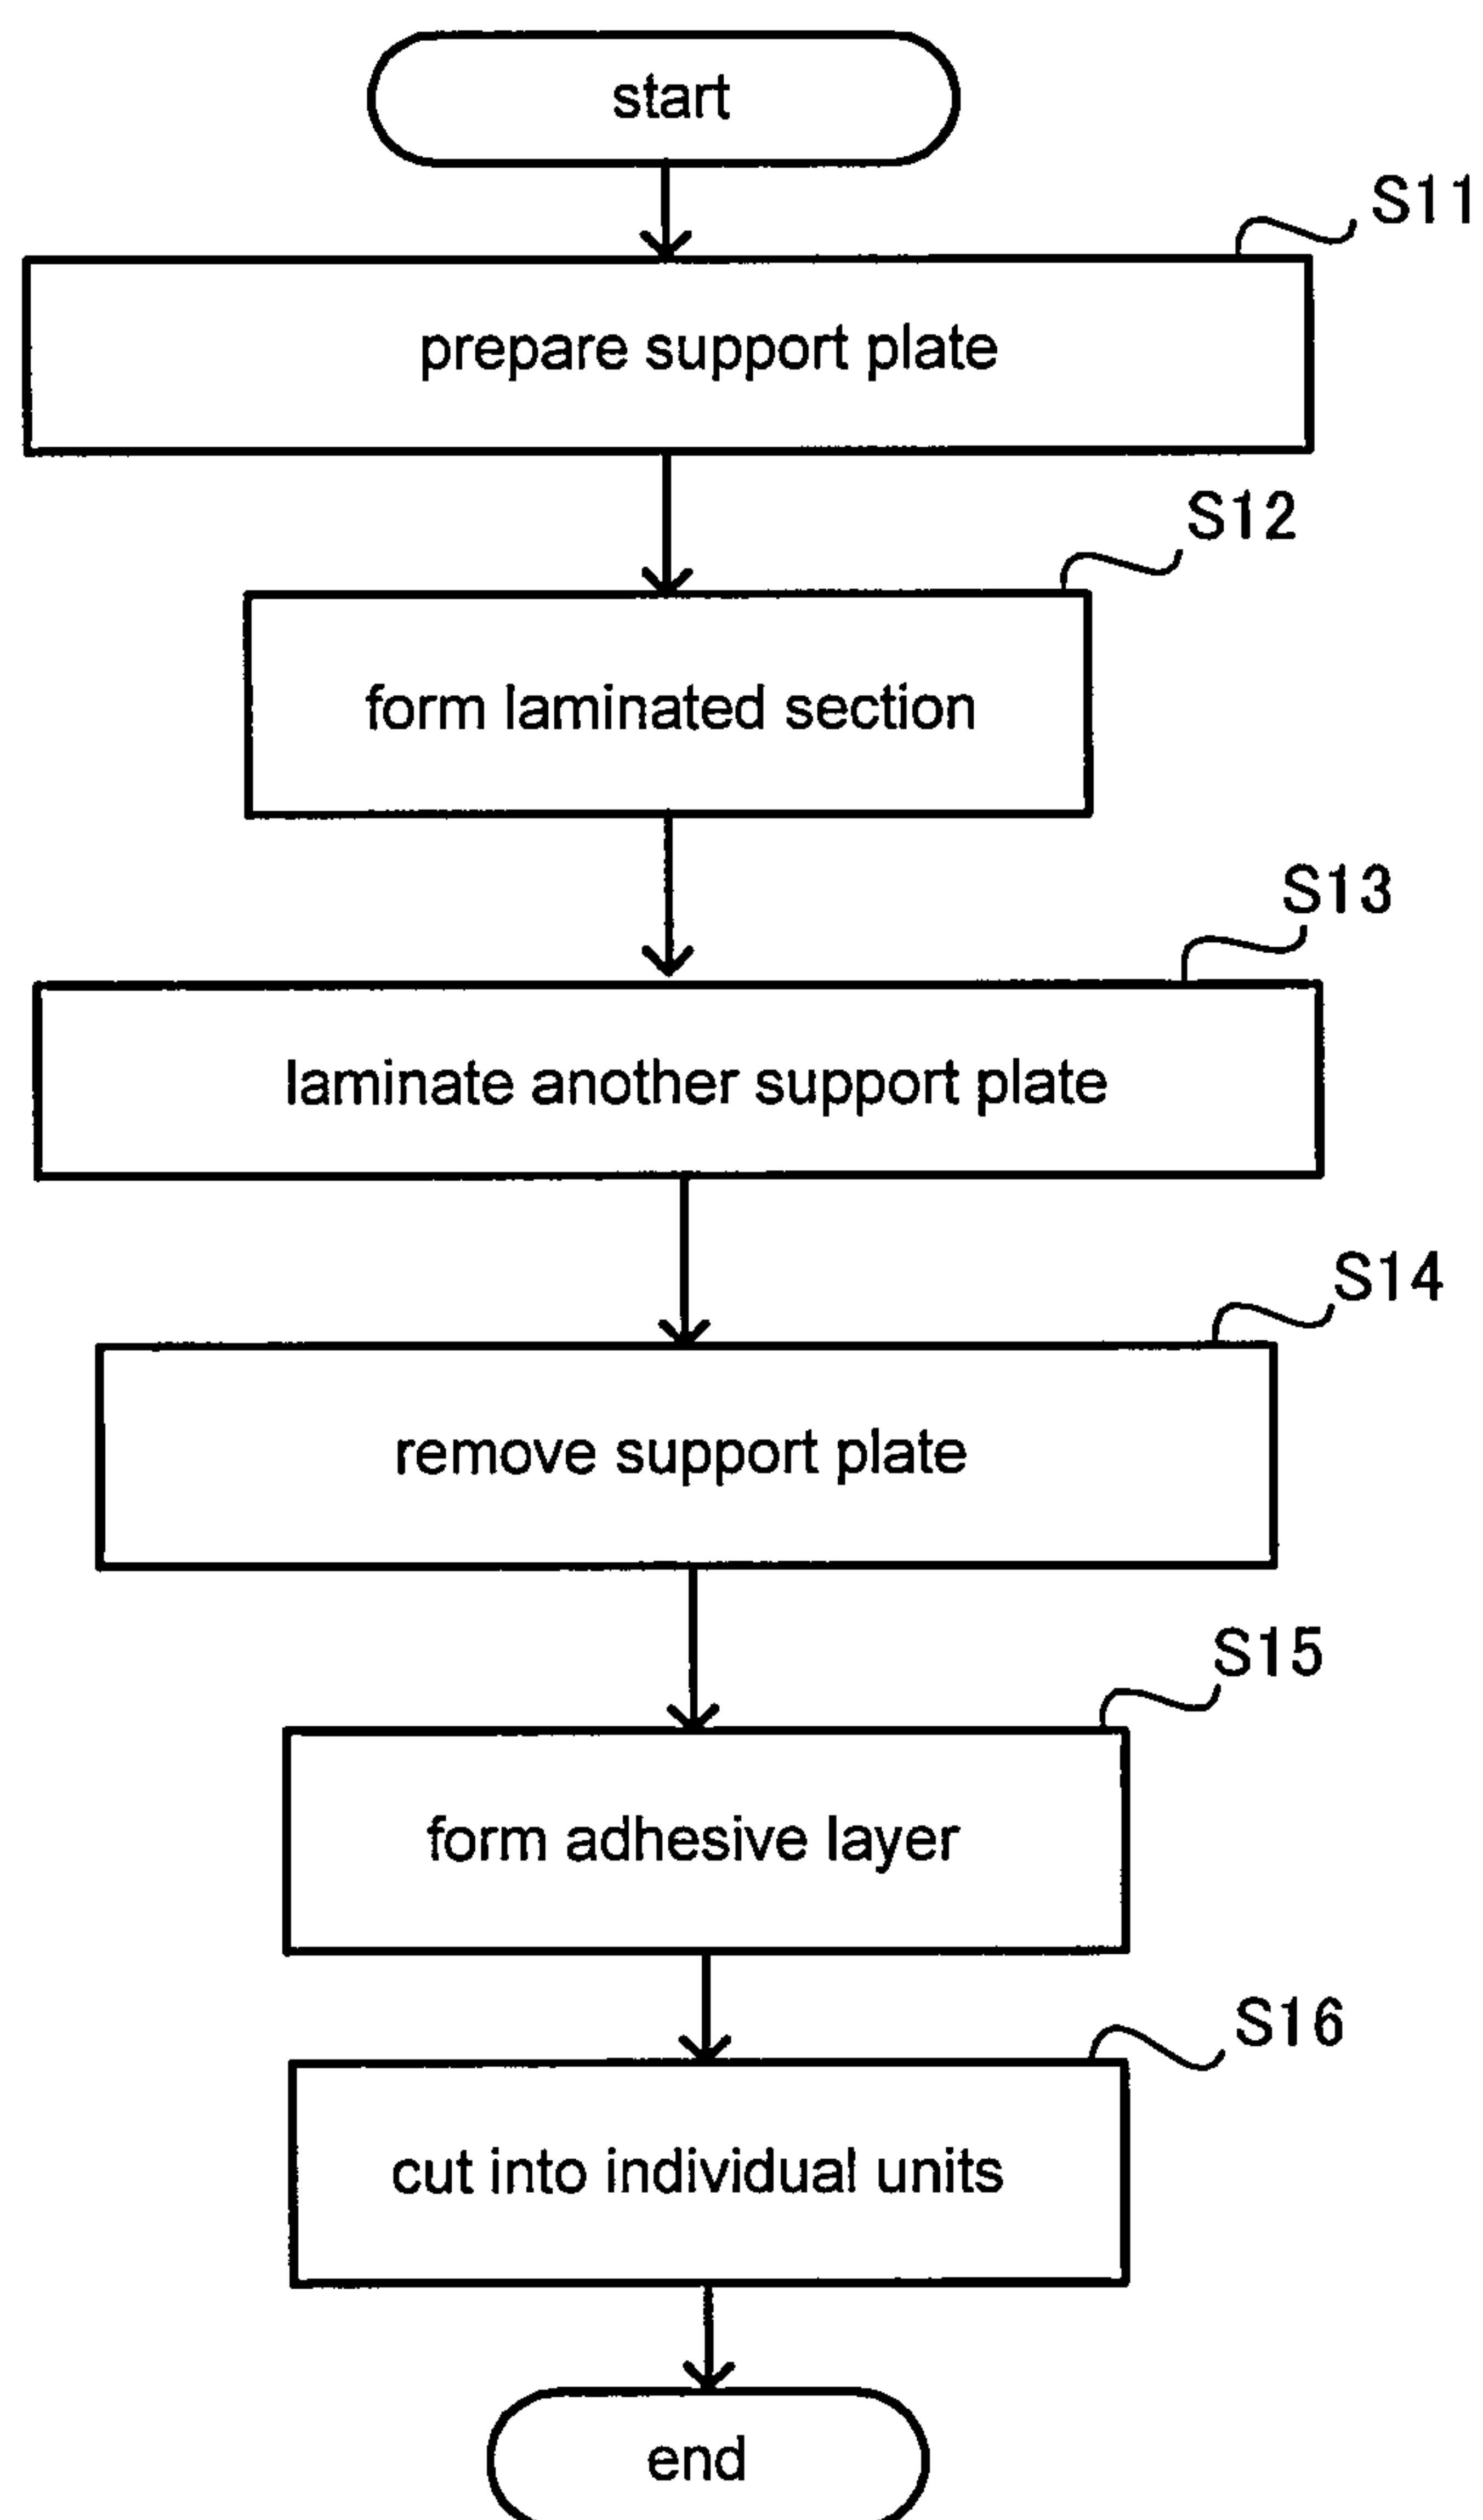 start
S11
prepare support plate
S12
form laminated section
S13
laminate another support plate
S14
remove support plate
S15
form adhesive layer
S16
cut into individual units
end